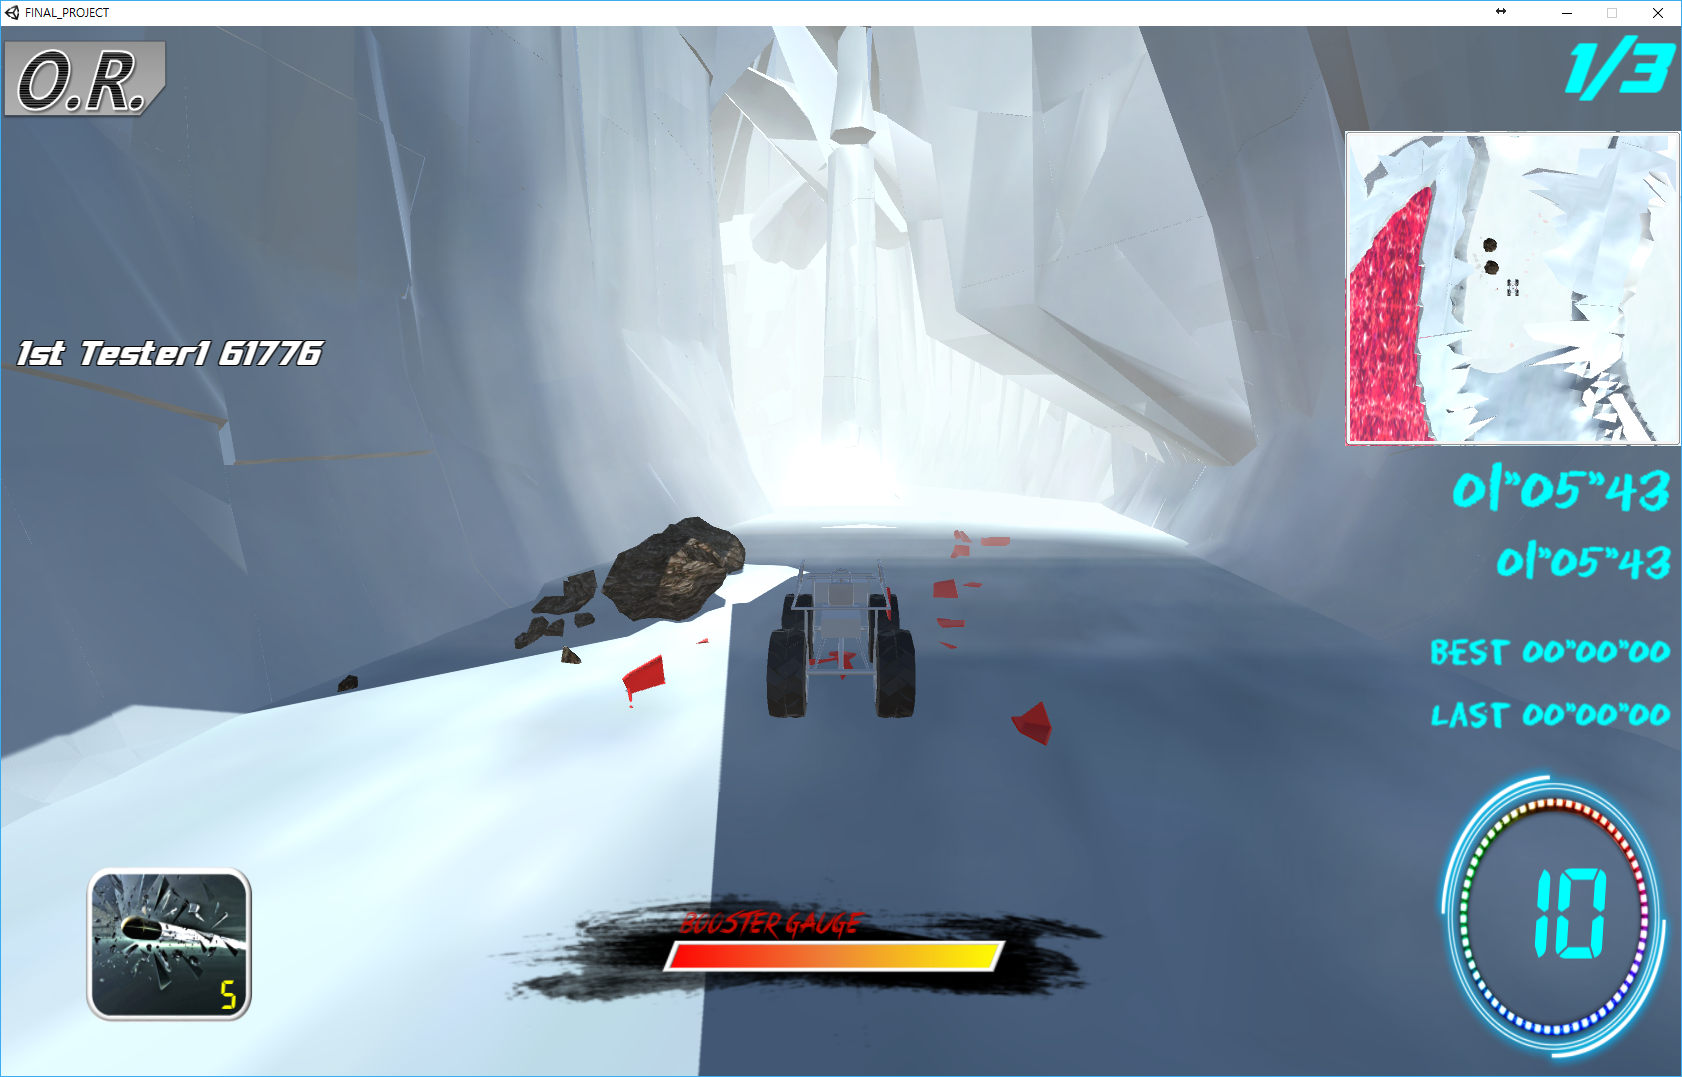 FINAL_PROJECT
O.R.
1/3
1st Tester1 61776
01"05"43
01"05"43
BEST 00"00"00
LAST 00"00"00
BOOSTER GAUGE
10
5